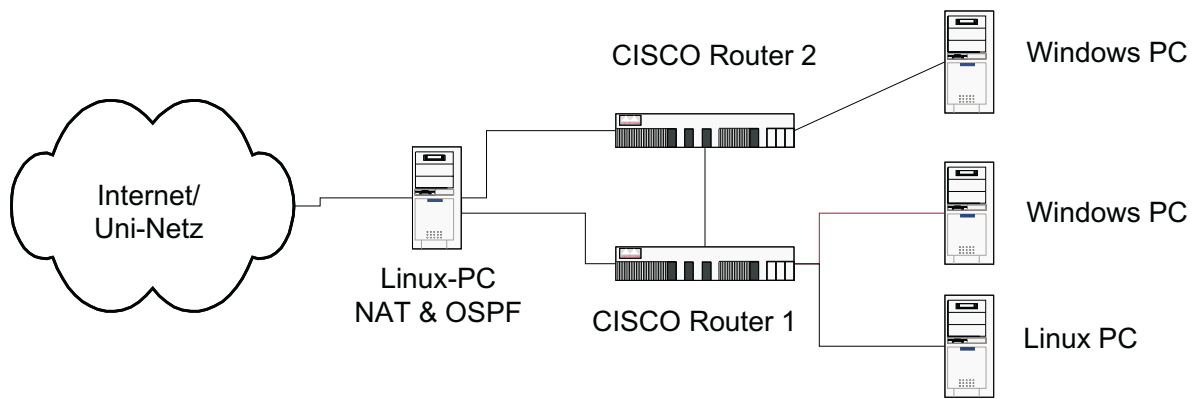 CISCO Router 2
Windows PC
Internet/
Uni-Netz
Windows PC
Linux-PC
NAT & OSPF
CISCO Router 1
Linux PC